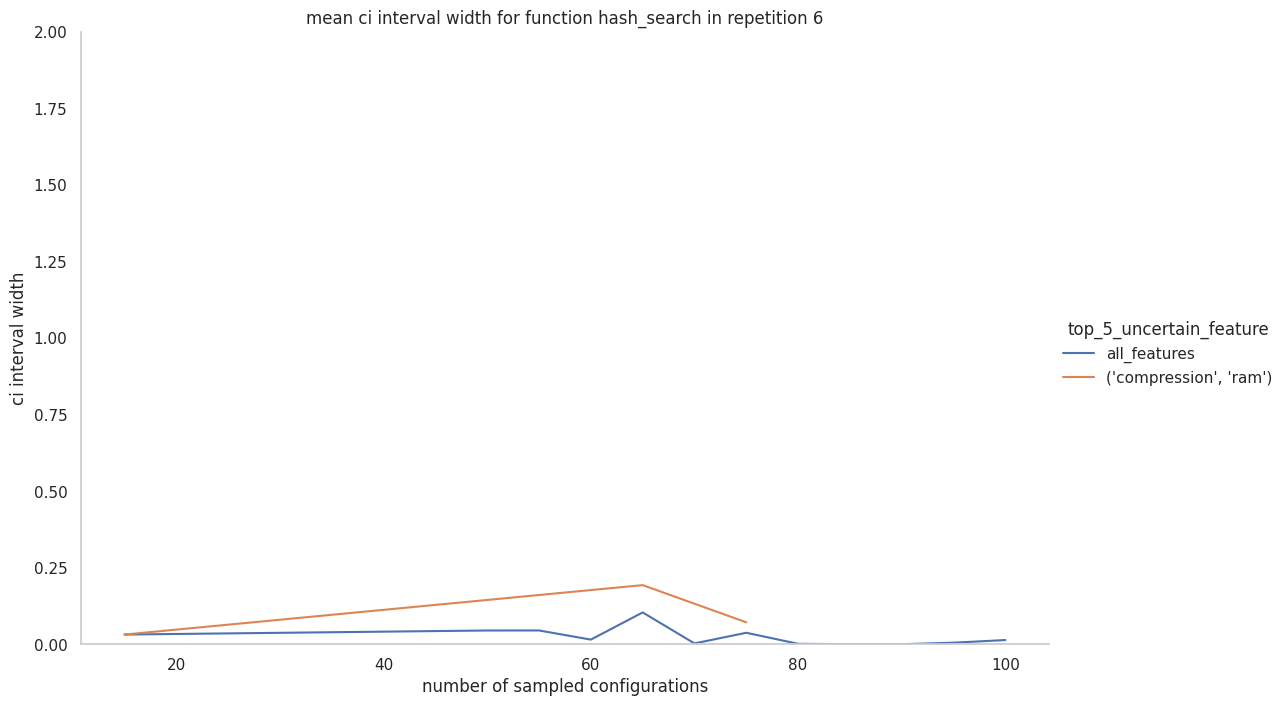 mean ci interval width for function hash_search in repetition 6
2.00
1.75
1.50
1.25
1.00
0.75
0.50
0.25
0.00
ci interval width
20
40
60
80
100
number of sampled configurations
top_5_uncertain_feature
all_features
('compression', 'ram')